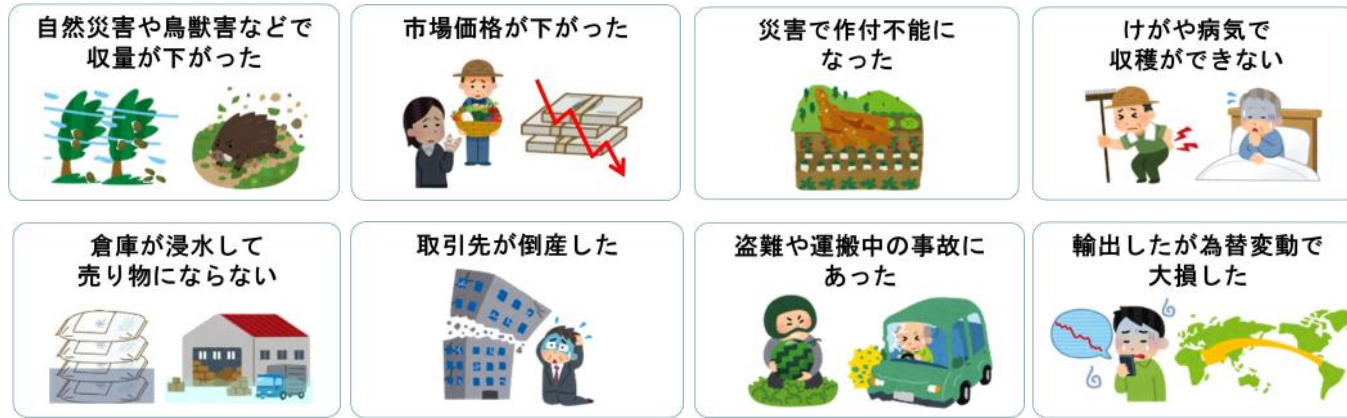 自然災害や鳥獣害などで
収量が下がった
市場価格が下がった
災害で作付不能に
なった
けがや病気で
収穫ができない
倉庫が浸水して
売り物にならない
取引先が倒産した
盗難や運搬中の事故に
あった
輸出したが為替変動で
大損した